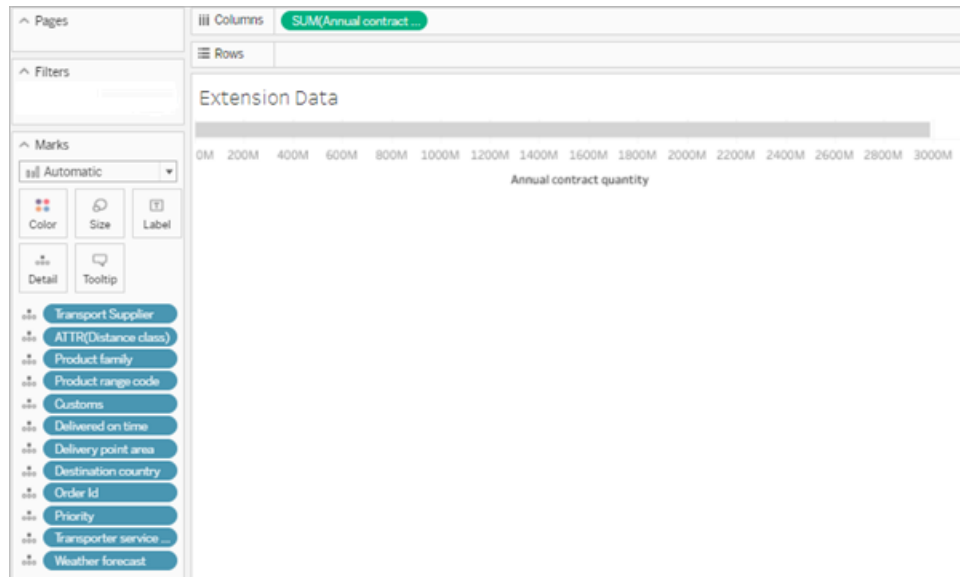 Pages
Columns
SUM(Annual contract ...
Rows
Filters
Extension Data
Marks
Automatic
Color Size Label
Detail Tooltip
Transport Supplier
ATTR(Distance class)
Product family
Product range code
Customs
Delivered on time
Delivery point area
Destination country
Order Id
Priority
Transporter service ...
Weather forecast
0M 200M 400M 600M 800M 1000M 1200M 1400M 1600M 1800M 2000M 2200M 2400M 2600M 2800M 3000M
Annual contract quantity